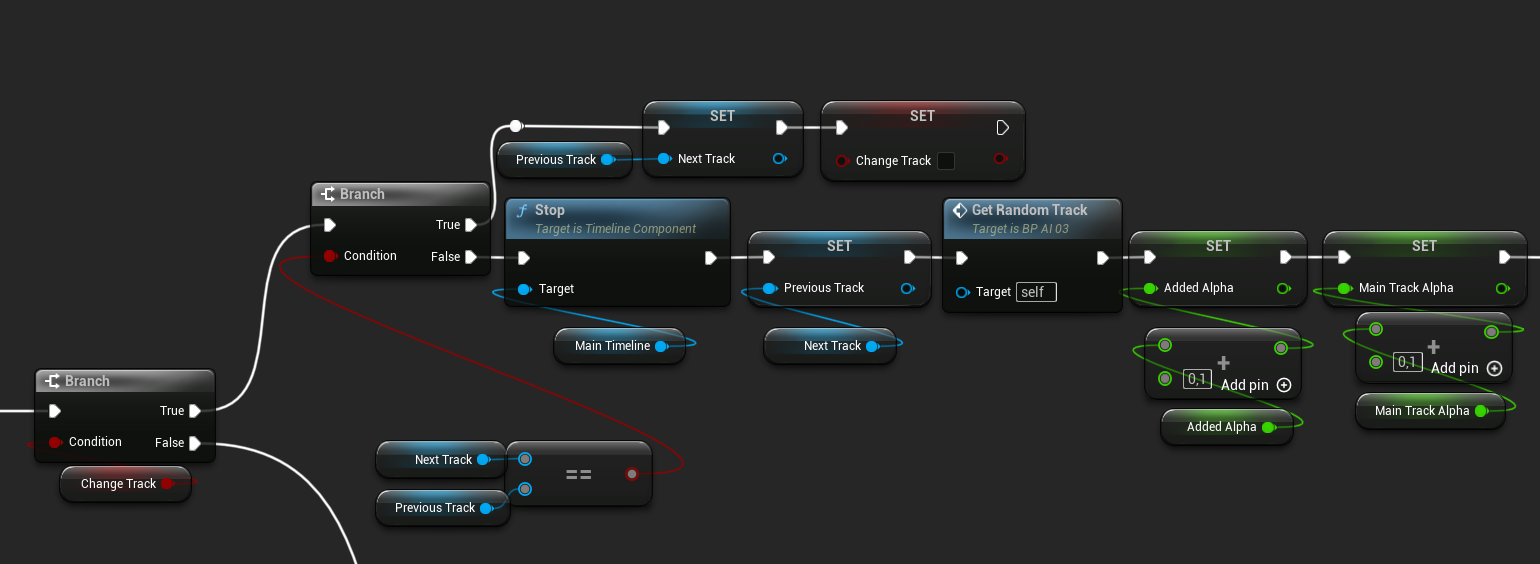 SET
SET
Previous Track
Next Track
Change Track
Branch
True
Condition
False
Stop
Target is Timeline Component
Target
Main Timeline
SET
Previous Track
Next Track
Get Random Track
Target is BP AI 03
Target
self
SET
Added Alpha
+
0,1
Add pin
Added Alpha
SET
Main Track Alpha
+
0,1
Add pin
Main Track Alpha
Branch
True
Condition
False
Change Track
Next Track
==
Previous Track